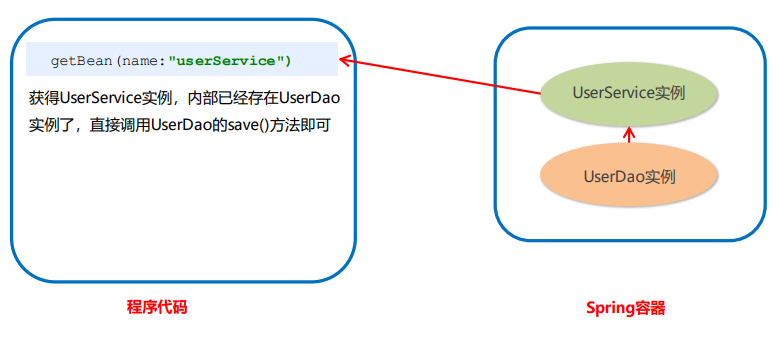 getBean(name:"userService")
获得UserService实例，内部已经存在UserDao
实例了，直接调用UserDao的save()方法即可
UserService实例
UserDao实例
程序代码
Spring容器